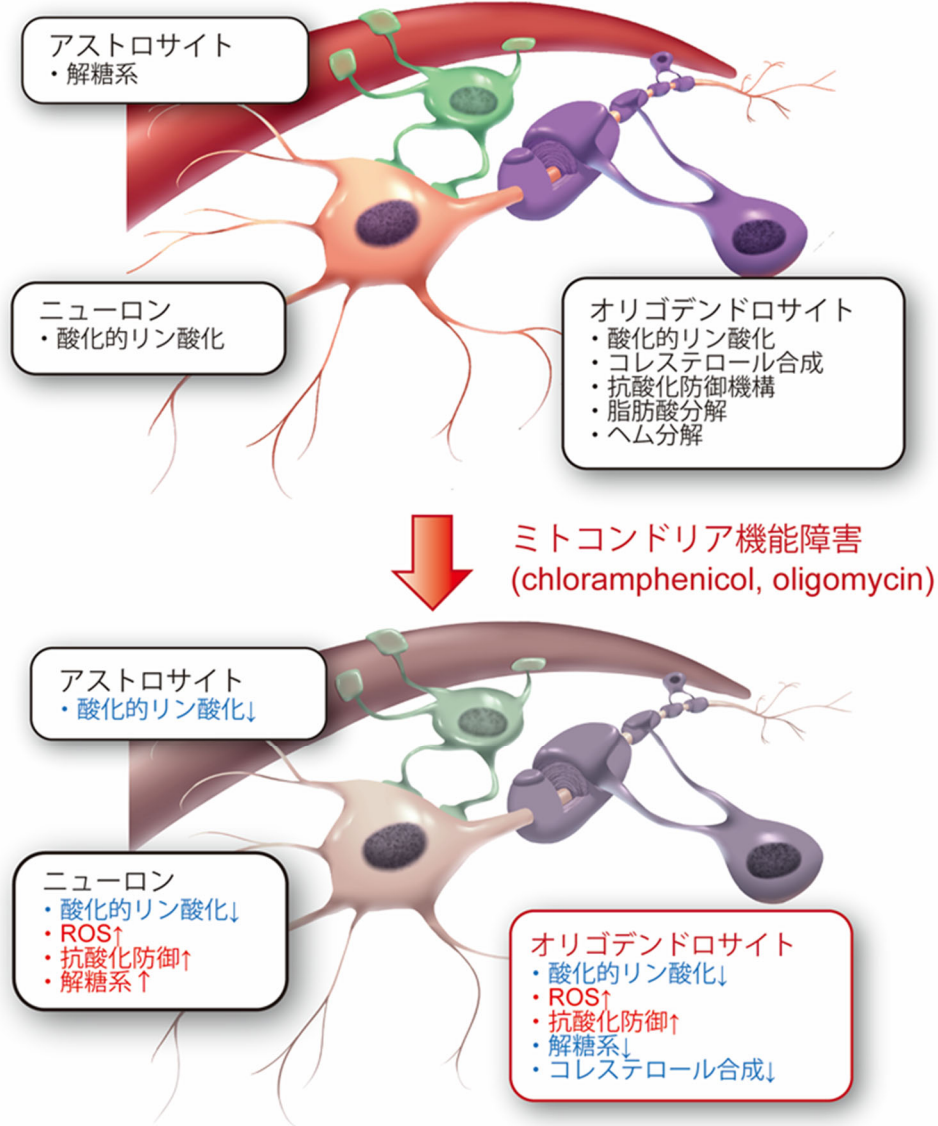 アストロサイト
・解糖系
ニューロン
・酸化的リン酸化
オリゴデンドロサイト
・酸化的リン酸化
・コレステロール合成
・抗酸化防御機構
・脂肪酸分解
・ヘム分解
ミトコンドリア機能障害
(chloramphenicol, oligomycin)
アストロサイト
・酸化的リン酸化↓
ニューロン
・酸化的リン酸化↓
・ROS↑
・抗酸化防御↑
・解糖系↑
オリゴデンドロサイト
・酸化的リン酸化↓
・ROS↑
・抗酸化防御↑
・解糖系↓
・コレステロール合成↓